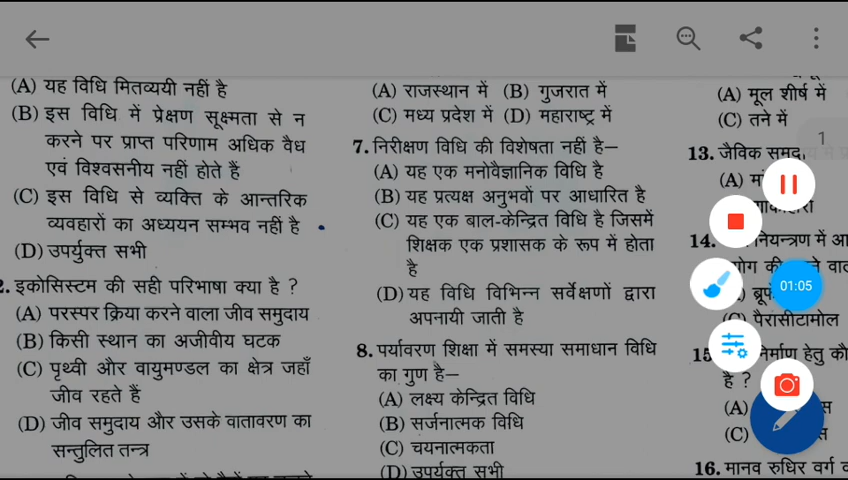 (A) यह विधि मितव्ययी नहीं है
(B) इस विधि में प्रेक्षण सूक्ष्मता से न
करने पर प्राप्त परिणाम अधिक वैध
एवं विश्वसनीय नहीं होते हैं
(C) इस विधि से व्यक्ति के आन्तरिक
व्यवहारों का अध्ययन सम्भव नहीं है
(D) उपर्युक्त सभी
2. इकोसिस्टम की सही परिभाषा क्या है ?
(A) परस्पर क्रिया करने वाला जीव समुदाय
(B) किसी स्थान का अजीवीय घटक
(C) पृथ्वी और वायुमण्डल का क्षेत्र जहाँ
जीव रहते हैं
(D) जीव समुदाय और उसके वातावरण का
सन्तुलित तन्त्र
(A) राजस्थान में (B) गुजरात में
(C) मध्य प्रदेश में (D) महाराष्ट्र में
7. निरीक्षण विधि की विशेषता नहीं है—
(A) यह एक मनोवैज्ञानिक विधि है
(B) यह प्रत्यक्ष अनुभवों पर आधारित है
(C) यह एक बाल-केन्द्रित विधि है जिसमें
शिक्षक एक प्रशासक के रूप में होता
है
(D) यह विधि विभिन्न सर्वेक्षणों द्वारा
अपनायी जाती है
8. पर्यावरण शिक्षा में समस्या समाधान विधि
का गुण है—
(A) लक्ष्य केन्द्रित विधि
(B) सर्जनात्मक विधि
(C) चयनात्मकता
(D) उपर्युक्त सभी
(A) मूल शीर्ष में
(C) तने में
1
13. जैविक
(A)
14. नियन्त्रण में
(C) पैरासीटामोल
15 हेतु
है ?
(A)
(C)
16. मानव रुधिर वर्ग
01:05